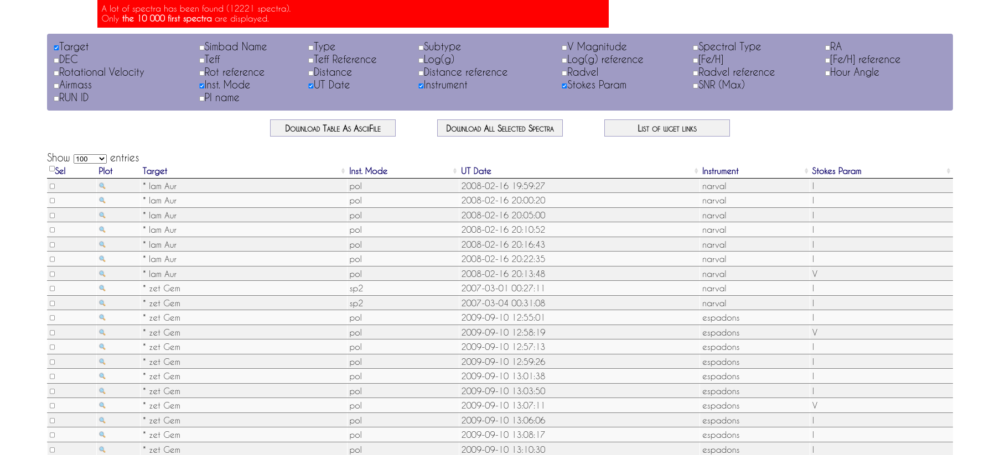 A lot of spectra has been found (12221 spectra).
Only the 10 000 first spectra are displayed.
Target Simbad Name Type Subtype V Magnitude Spectral Type RA
DEC Teff Teff Reference Log(g) Log(g) reference [Fe/H] [Fe/H] reference
Rotational Velocity Rot reference Distance Distance reference Radvel Radvel reference Hour Angle
Airmass Inst. Mode UT Date Instrument Stokes Param SNR (Max)
RUN ID PI name
Download Table As AsciiFile Download All Selected Spectra List of wget links
Show 100 entries
Sel Plot Target Inst. Mode UT Date Instrument Stokes Param
* lam Aur pol 2008-02-16 19:59:27 narval I
* lam Aur pol 2008-02-16 20:00:20 narval I
* lam Aur pol 2008-02-16 20:05:00 narval I
* lam Aur pol 2008-02-16 20:10:52 narval I
* lam Aur pol 2008-02-16 20:16:43 narval I
* lam Aur pol 2008-02-16 20:22:35 narval I
* lam Aur pol 2008-02-16 20:13:48 narval V
* zet Gem sp2 2007-03-01 00:27:11 narval I
* zet Gem sp2 2007-03-04 00:31:08 narval I
* zet Gem pol 2009-09-10 12:55:01 espadons I
* zet Gem pol 2009-09-10 12:58:19 espadons V
* zet Gem pol 2009-09-10 12:57:13 espadons I
* zet Gem pol 2009-09-10 12:59:26 espadons I
* zet Gem pol 2009-09-10 13:01:38 espadons I
* zet Gem pol 2009-09-10 13:03:50 espadons I
* zet Gem pol 2009-09-10 13:07:11 espadons V
* zet Gem pol 2009-09-10 13:06:06 espadons I
* zet Gem pol 2009-09-10 13:08:17 espadons I
* zet Gem pol 2009-09-10 13:10:30 espadons I